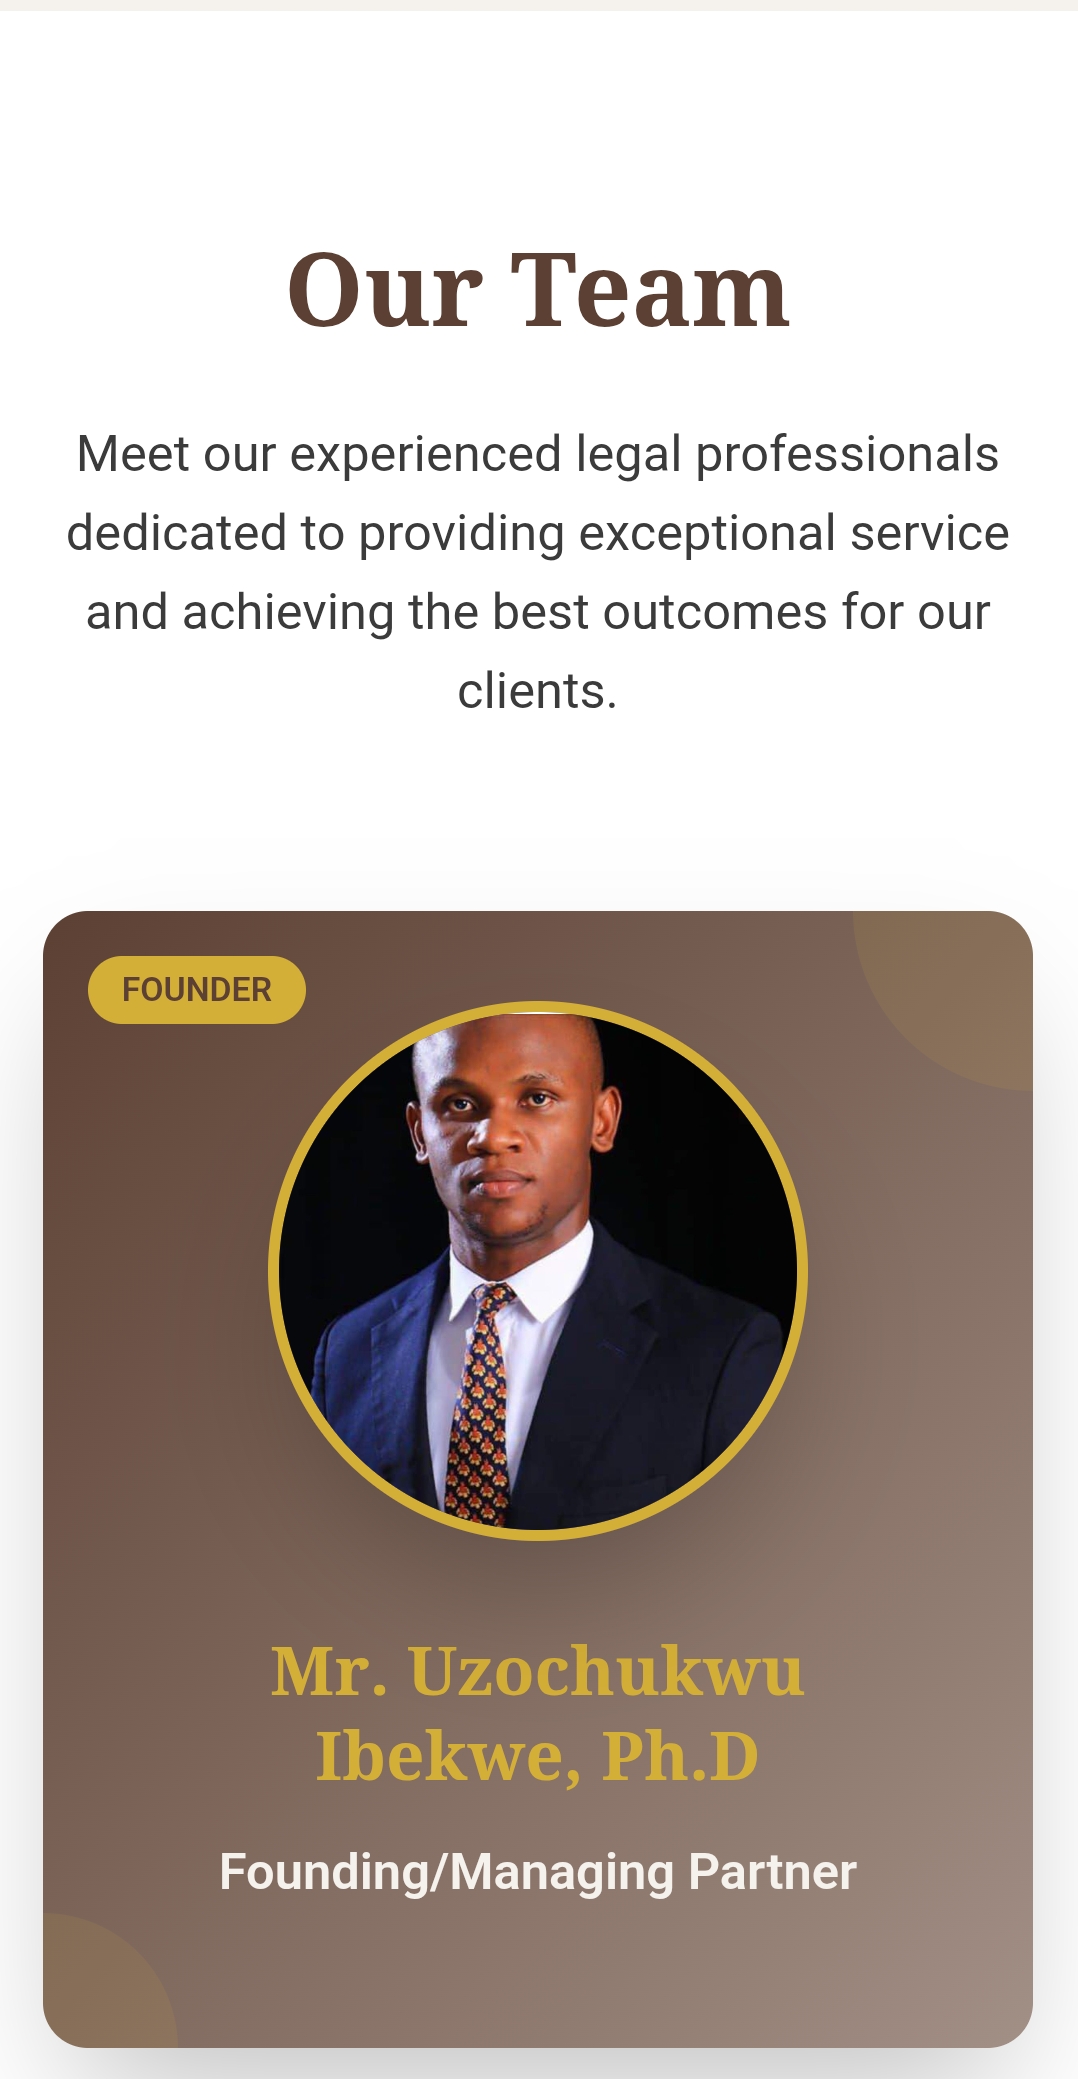 Our Team
Meet our experienced legal professionals
dedicated to providing exceptional service
and achieving the best outcomes for our
clients.
FOUNDER
Mr. Uzochukwu
Ibekwe, Ph.D
Founding/Managing Partner